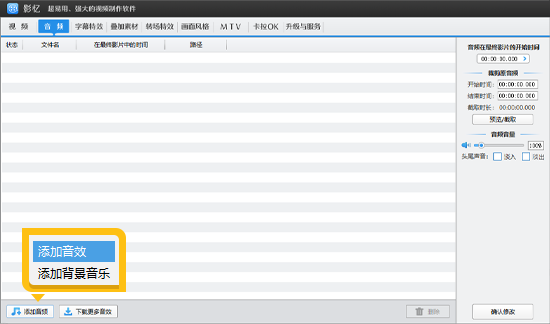 影忆 超易用、强大的视频制作软件
视 频 音 频 字幕特效 叠加素材 转场特效 画面风格 MTV 卡拉OK 升级与服务
状态 文件名 在最终影片中的时间 路径
音频在最终影片的开始时间
00:00:00.000
截取原音频
开始时间: 00:00:00.000
结束时间: 00:00:00.000
截取时长: 00:00:00.000
预览/截取
音频音量
100%
头尾声音: 淡入 淡出
添加音效
添加背景音乐
添加音频 下载更多音效 删除 确认修改